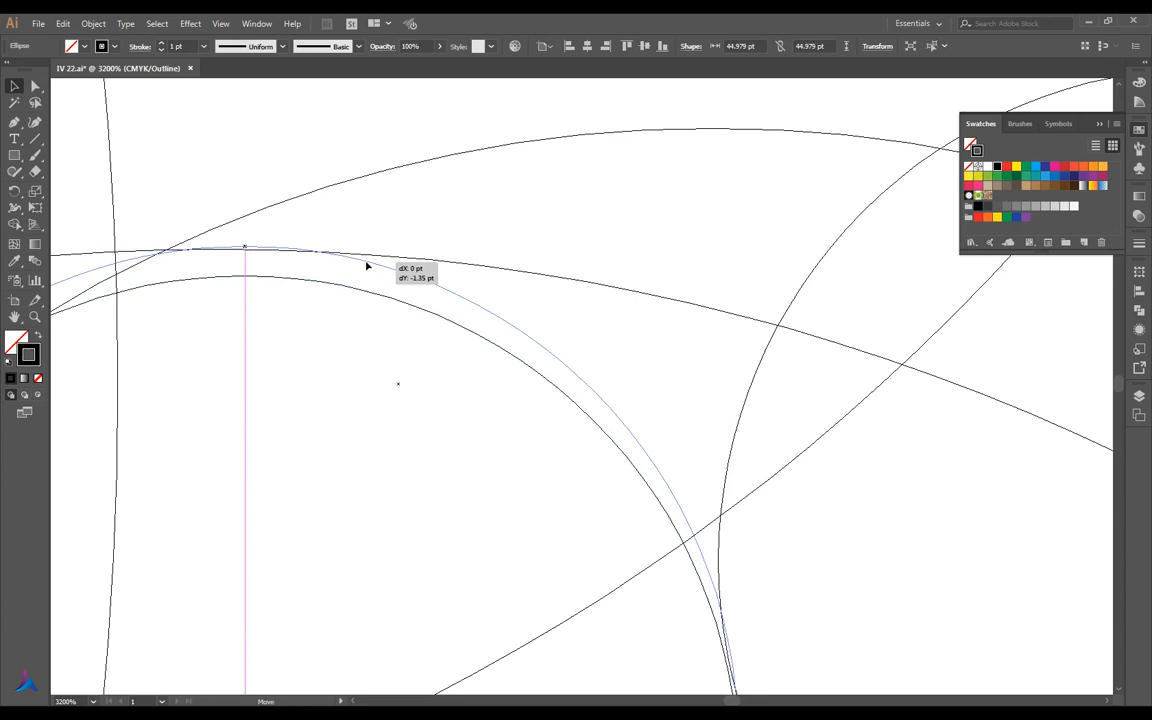 Ai File Edit Object Type Select Effect View Window Help Br St Essentials Search Adobe Stock
Ellipse Stroke: 1 pt Uniform Basic Opacity: 100% Style: Shape: 44.979 pt 44.979 pt Transform
IV 22.ai* @ 3200% (CMYK/Outline) ×
Swatches Brushes Symbols
dX: 0 pt
dY: -1.35 pt
3200% 1 Move